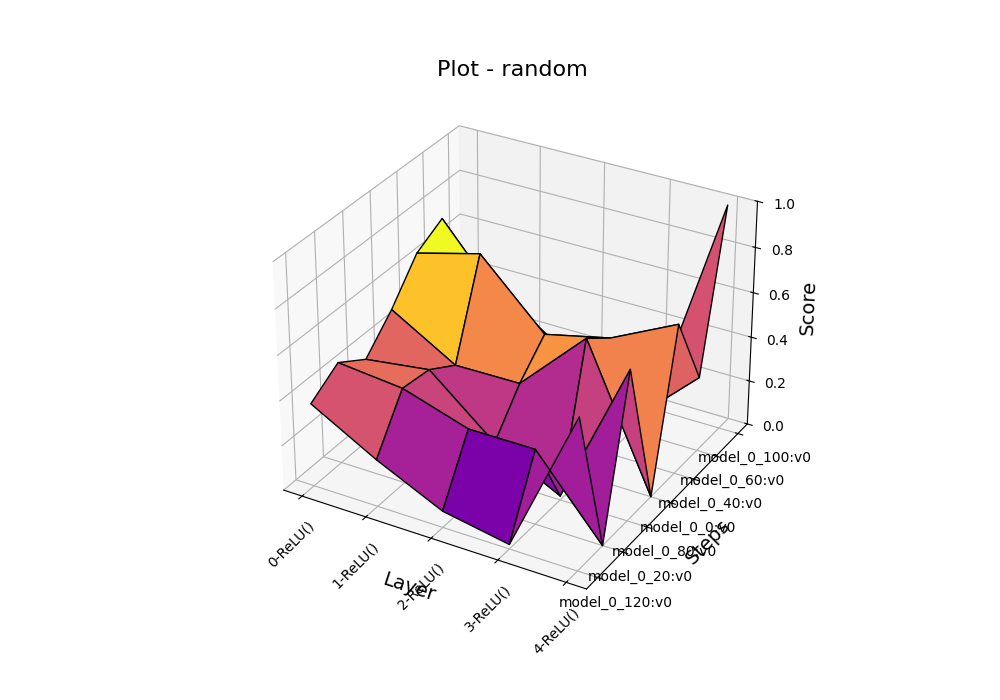 Plot - random
1.0
0.8
0.6
0.4
0.2
0.0
Score
model_0_100:v0
model_0_60:v0
model_0_40:v0
model_0_0:v0
model_0_80:v0
model_0_20:v0
model_0_120:v0
Steps
0-ReLU()
1-ReLU()
2-ReLU()
3-ReLU()
4-ReLU()
Layer